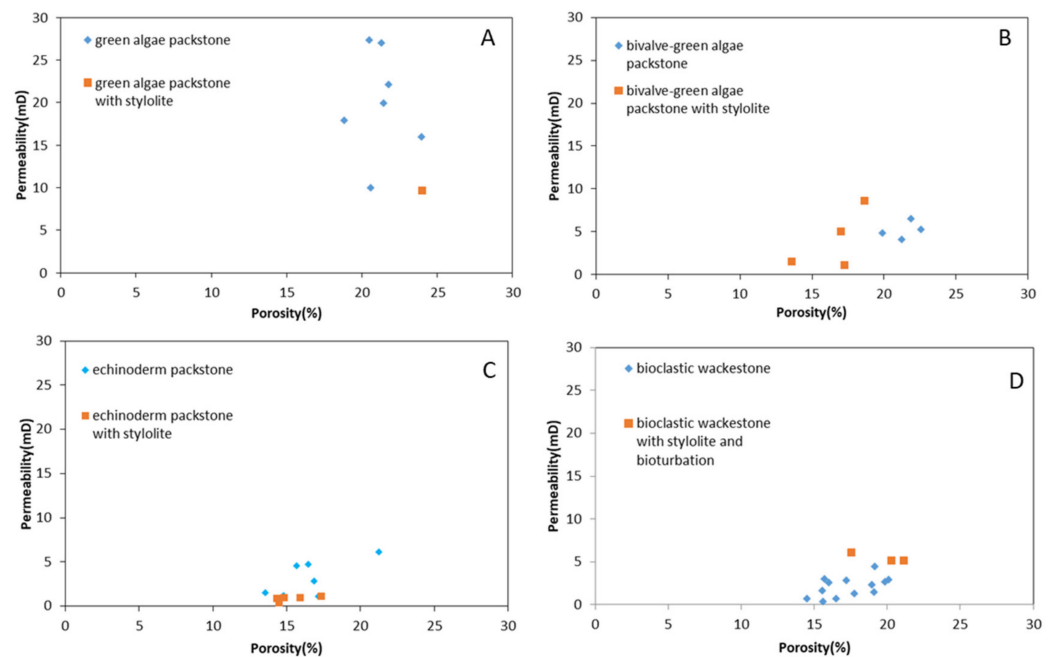 A
30
25
20
15
10
5
0
Permeability(mD)
green algae packstone
green algae packstone
with stylolite
0 5 10 15 20 25 30
Porosity(%)
B
30
25
20
15
10
5
0
Permeability(mD)
bivalve-green algae
packstone
bivalve-green algae
packstone with stylolite
0 5 10 15 20 25 30
Porosity(%)
C
30
25
20
15
10
5
0
Permeability(mD)
echinoderm packstone
echinoderm packstone
with stylolite
0 5 10 15 20 25 30
Porosity(%)
D
30
25
20
15
10
5
0
Permeability(mD)
bioclastic wackestone
bioclastic wackestone
with stylolite and
bioturbation
0 5 10 15 20 25 30
Porosity(%)